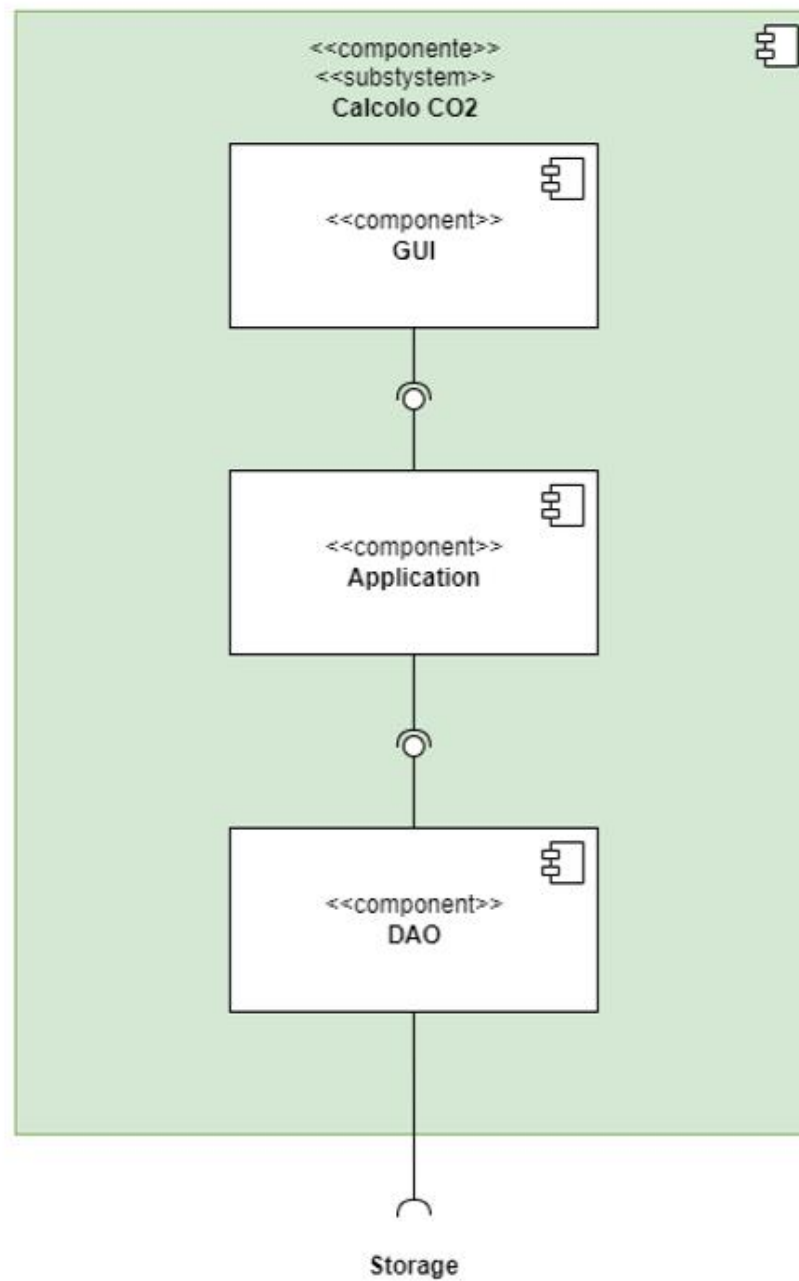 <<componente>>
<<substystem>>
Calcolo CO2
<<component>>
GUI
<<component>>
Application
<<component>>
DAO
Storage